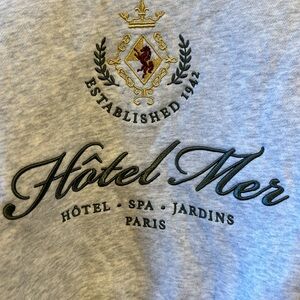 ESTABLISHED 1942
Hôtel Mer
HÔTEL - SPA - JARDINS
PARIS